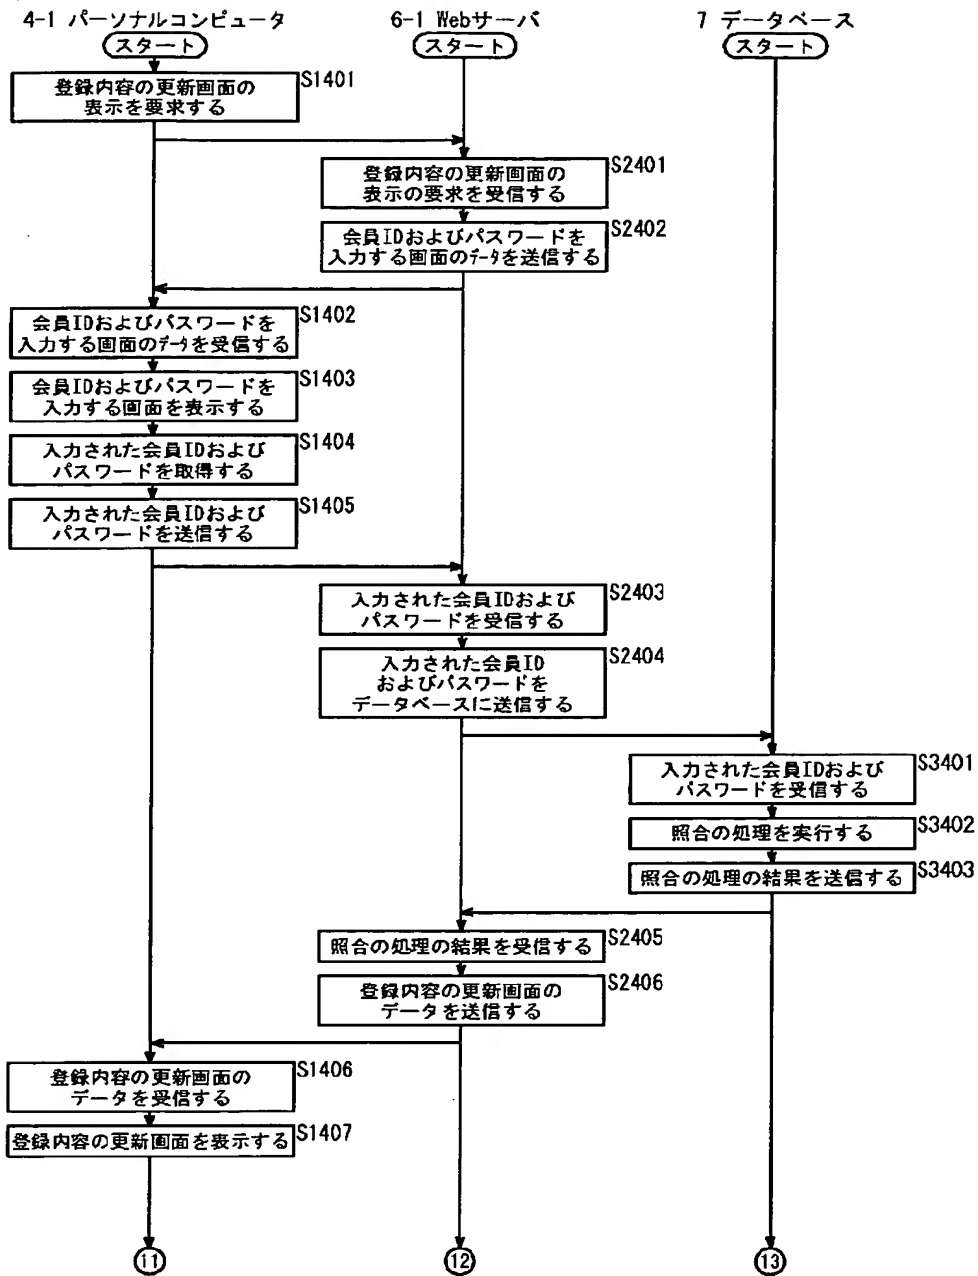 4-1 パーソナルコンピュータ
6-1 Webサーバ
7 データベース
スタート
スタート
スタート
登録内容の更新画面の
表示を要求する
S1401
登録内容の更新画面の
表示の要求を受信する
S2401
会員IDおよびパスワードを
入力する画面のデータを送信する
S2402
会員IDおよびパスワードを
入力する画面のデータを受信する
S1402
会員IDおよびパスワードを
入力する画面を表示する
S1403
入力された会員IDおよび
パスワードを取得する
S1404
入力された会員IDおよび
パスワードを送信する
S1405
入力された会員IDおよび
パスワードを受信する
S2403
入力された会員ID
およびパスワードを
データベースに送信する
S2404
入力された会員IDおよび
パスワードを受信する
S3401
照合の処理を実行する
S3402
照合の処理の結果を送信する
S3403
照合の処理の結果を受信する
S2405
登録内容の更新画面の
データを送信する
S2406
登録内容の更新画面の
データを受信する
S1406
登録内容の更新画面を表示する
S1407
11
12
13